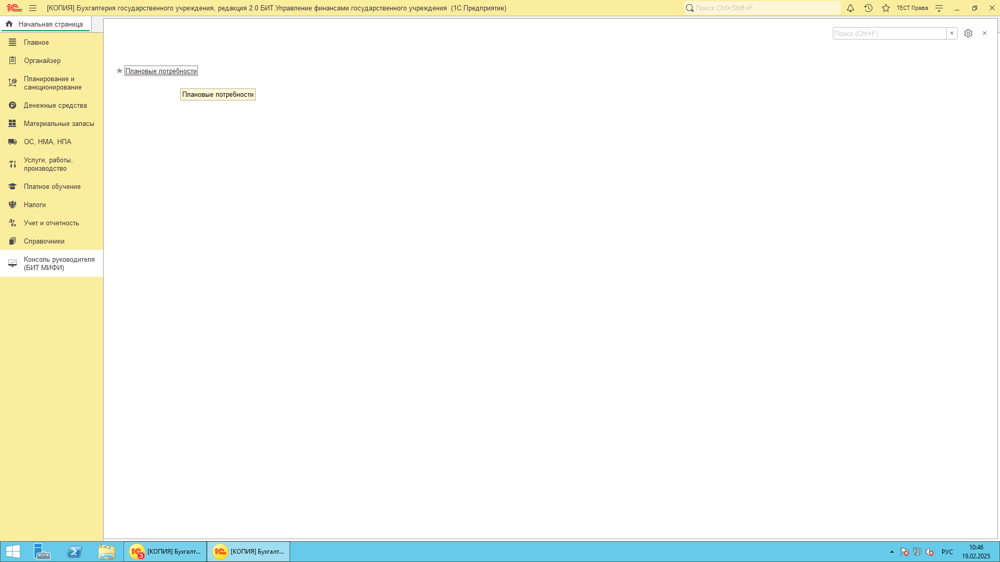 [КОПИЯ] Бухгалтерия государственного учреждения, редакция 2.0 БИТ.Управление финансами государственного учреждения (1С:Предприятие)
Поиск Ctrl+Shift+F
ТЕСТ Права
Начальная страница
Поиск (Ctrl+F)
Главное
Органайзер
Планирование и
санкционирование
Денежные средства
Материальные запасы
ОС, НМА, НПА
Услуги, работы,
производство
Платное обучение
Налоги
Учет и отчетность
Справочники
Консоль руководителя
(БИТ МИФИ)
Плановые потребности
Плановые потребности
3
[КОПИЯ] Бухгалт...
[КОПИЯ] Бухгалт...
РУС
10:46
19.02.2025